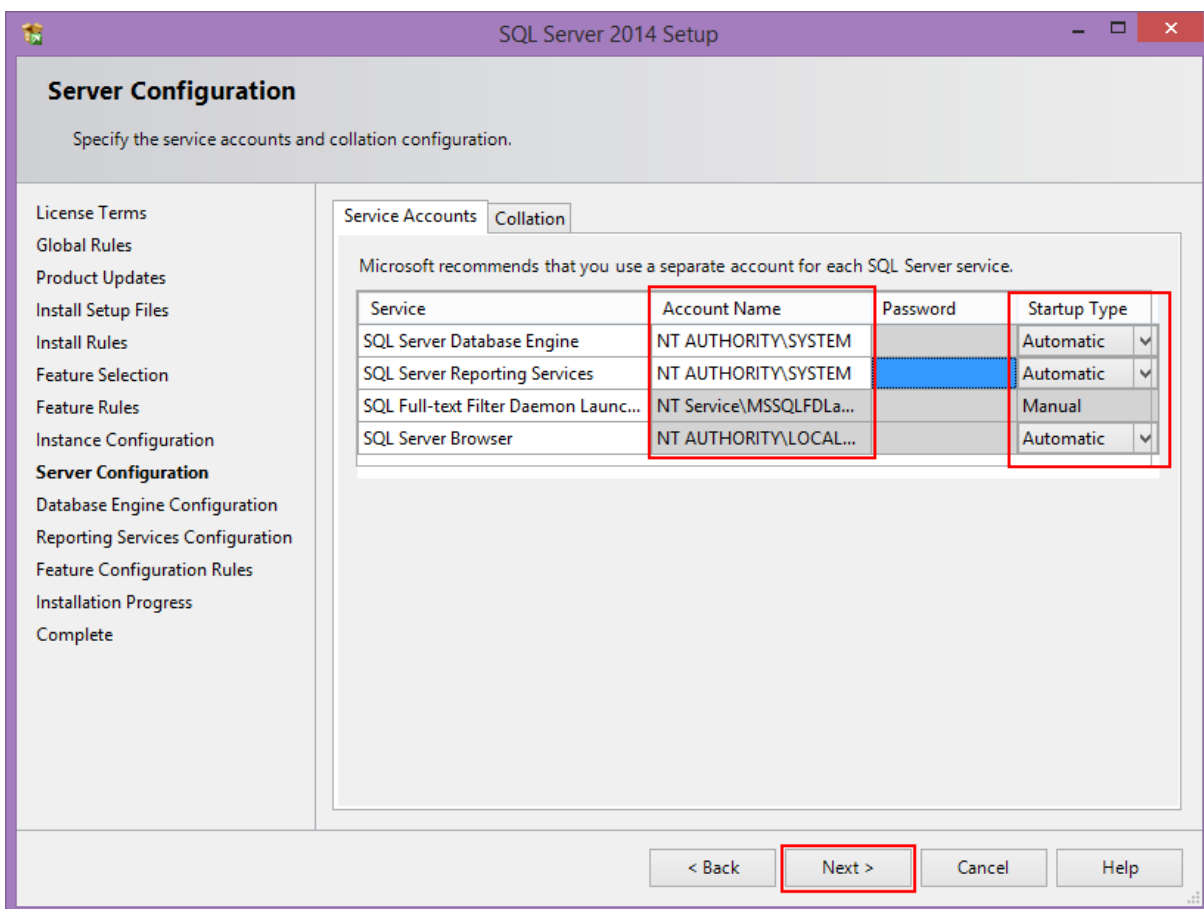 SQL Server 2014 Setup
Server Configuration
Specify the service accounts and collation configuration.
License Terms
Global Rules
Product Updates
Install Setup Files
Install Rules
Feature Selection
Feature Rules
Instance Configuration
Server Configuration
Database Engine Configuration
Reporting Services Configuration
Feature Configuration Rules
Installation Progress
Complete
Service Accounts Collation
Microsoft recommends that you use a separate account for each SQL Server service.
Service Account Name Password Startup Type
SQL Server Database Engine NT AUTHORITY\SYSTEM Automatic
SQL Server Reporting Services NT AUTHORITY\SYSTEM Automatic
SQL Full-text Filter Daemon Launc... NT Service\MSSQLFDLa... Manual
SQL Server Browser NT AUTHORITY\LOCAL... Automatic
< Back Next > Cancel Help